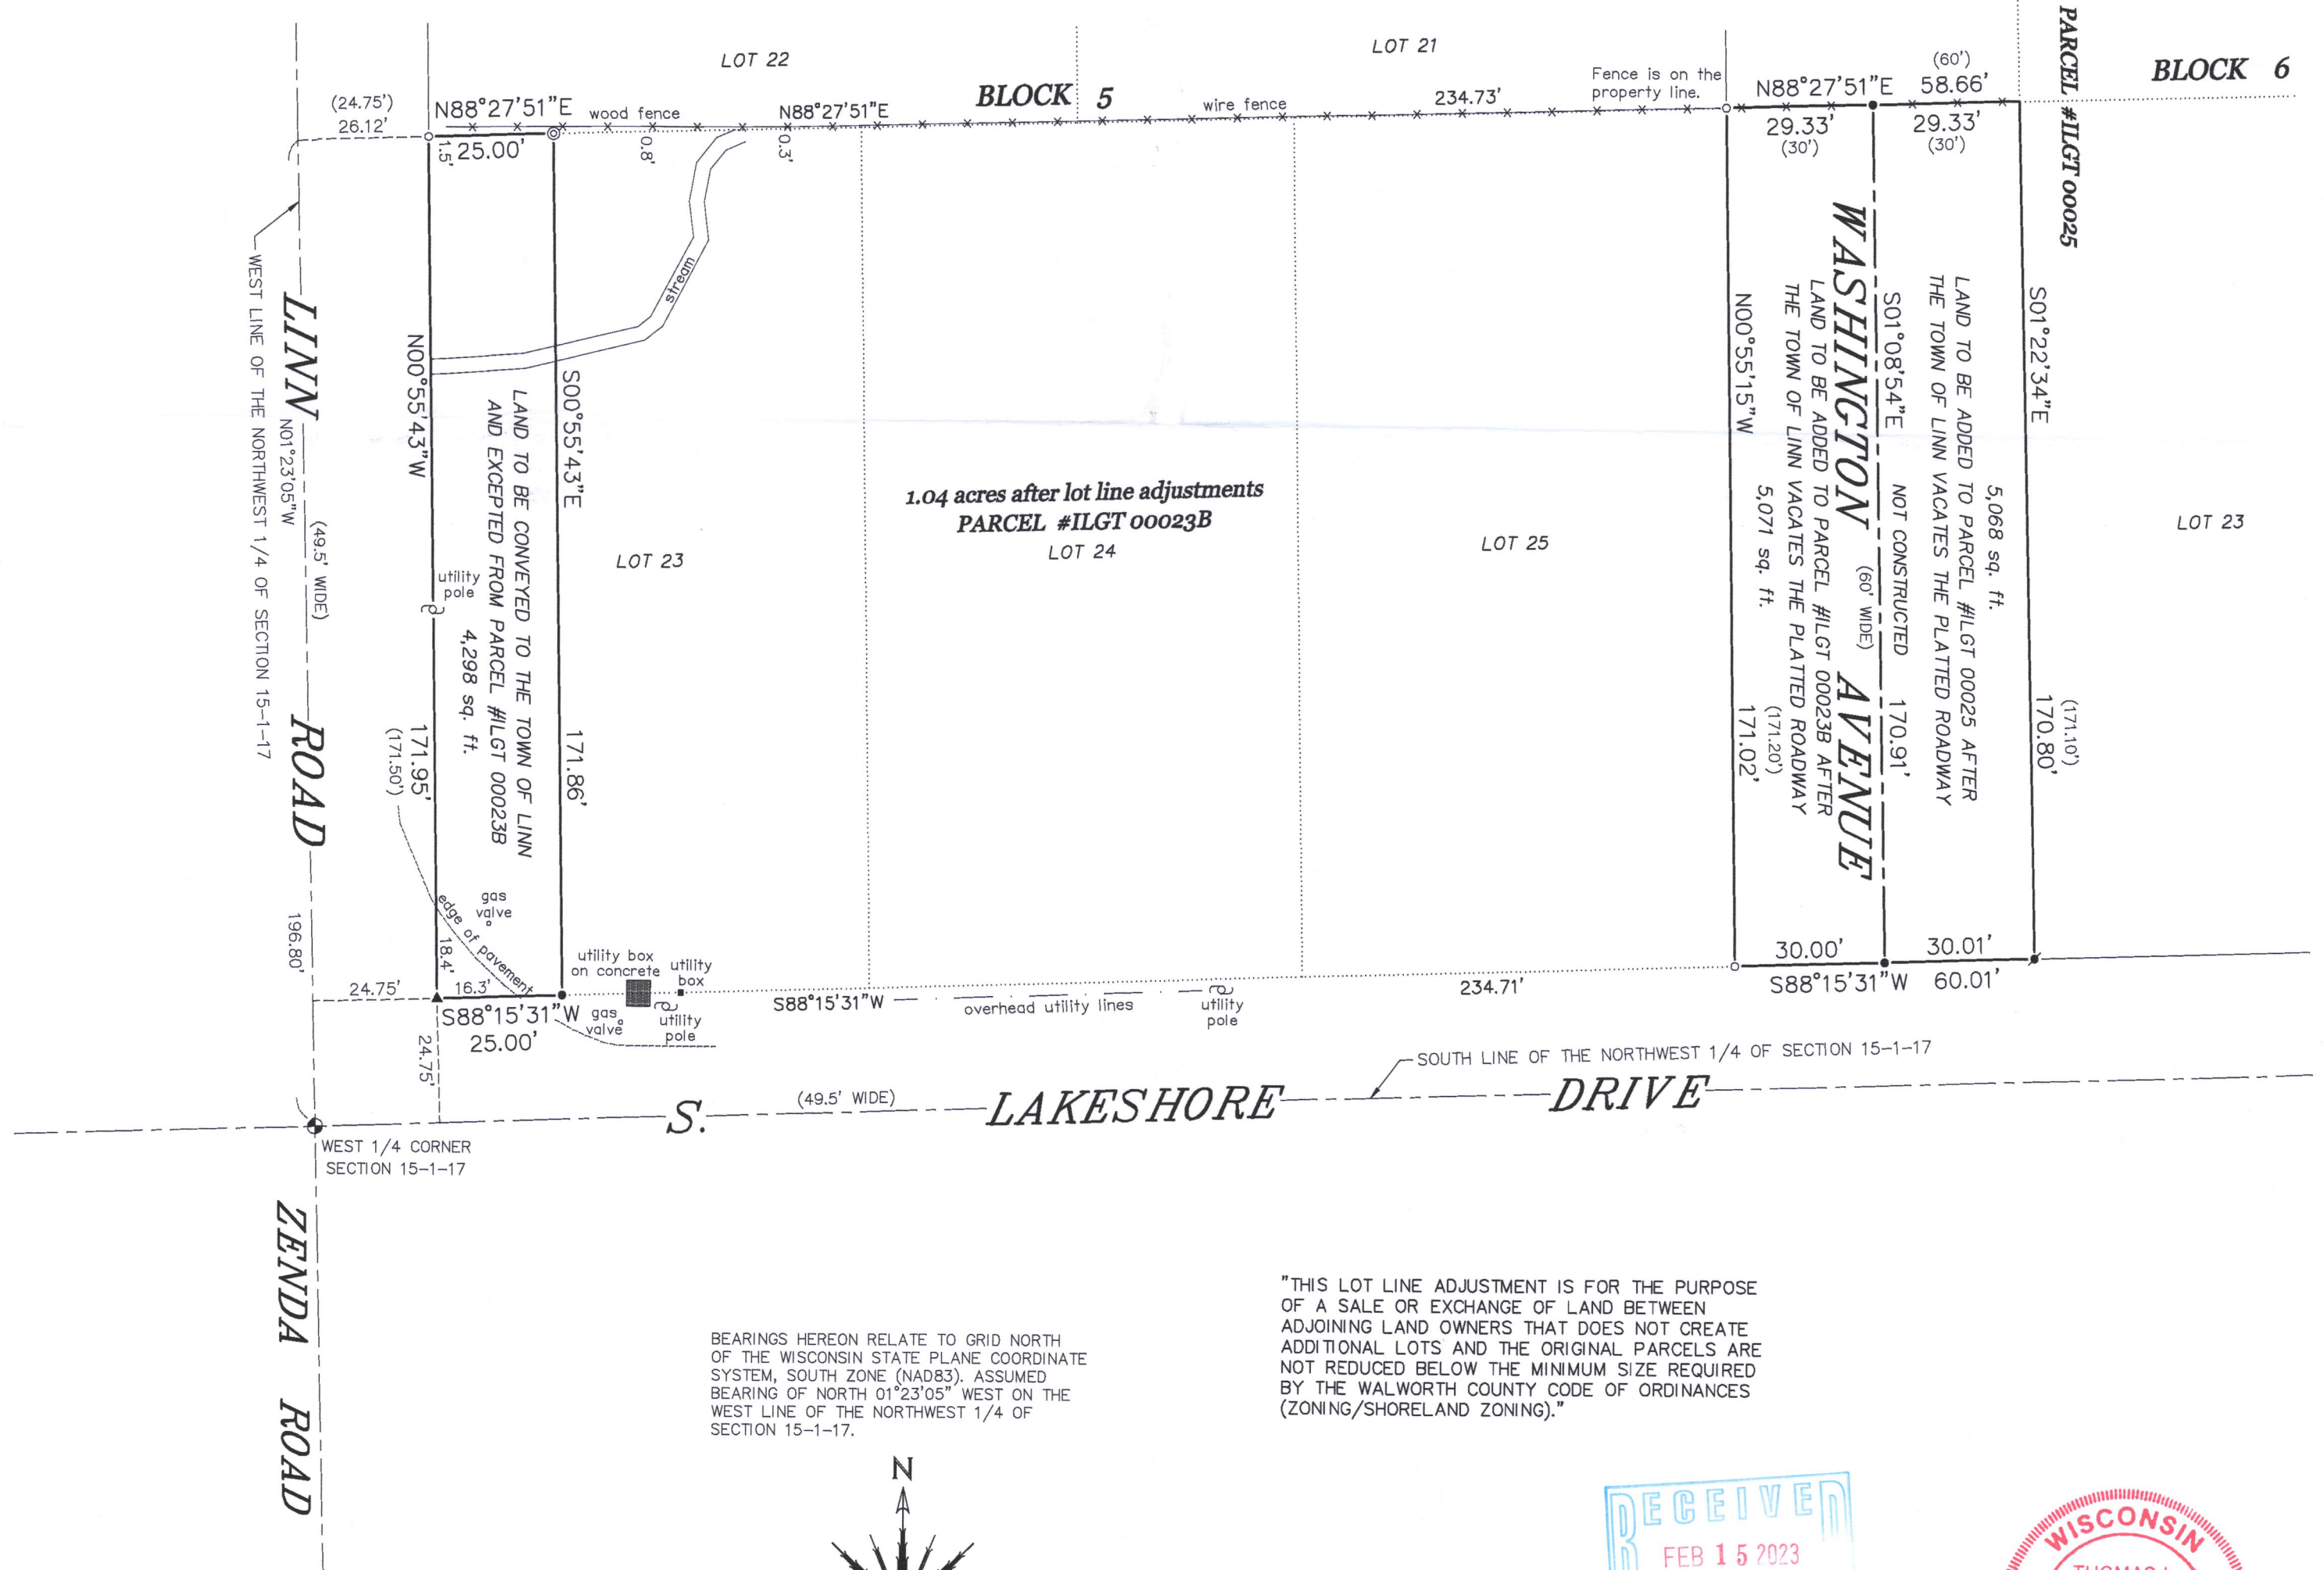 LOT 22
LOT 21
BLOCK 5
BLOCK 6
PARCEL #ILGT 00025
(24.75')
26.12'
N88°27'51"E
25.00'
1.5'
wood fence
0.8'
N88°27'51"E
0.3'
wire fence
234.73'
Fence is on the
property line.
N88°27'51"E
(60')
58.66'
29.33'
(30')
29.33'
(30')
WEST LINE OF THE NORTHWEST 1/4 OF SECTION 15-1-17
LINN ROAD
N01°23'05"W
(49.5' WIDE)
196.80'
N00°55'43"W
171.95'
(171.50')
utility
pole
stream
LAND TO BE CONVEYED TO THE TOWN OF LINN
AND EXCEPTED FROM PARCEL #ILGT 00023B
4,298 sq. ft.
S00°55'43"E
171.86'
LOT 23
1.04 acres after lot line adjustments
PARCEL #ILGT 00023B
LOT 24
LOT 25
N00°55'15"W
171.02'
(171.20')
5,071 sq. ft.
LAND TO BE ADDED TO PARCEL #ILGT 00023B AFTER
THE TOWN OF LINN VACATES THE PLATTED ROADWAY
WASHINGTON AVENUE
(60' WIDE)
S01°08'54"E NOT CONSTRUCTED 170.91'
LAND TO BE ADDED TO PARCEL #ILGT 00025 AFTER
THE TOWN OF LINN VACATES THE PLATTED ROADWAY
5,068 sq. ft.
S01°22'34"E
(171.10')
170.80'
LOT 23
gas
valve
edge of pavement
18.4'
16.3'
24.75'
24.75'
S88°15'31"W
25.00'
utility box
on concrete
utility
box
gas
valve
utility
pole
S88°15'31"W
overhead utility lines
utility
pole
234.71'
30.00'
30.01'
S88°15'31"W 60.01'
SOUTH LINE OF THE NORTHWEST 1/4 OF SECTION 15-1-17
S. LAKESHORE DRIVE
(49.5' WIDE)
WEST 1/4 CORNER
SECTION 15-1-17
ZENDA ROAD
BEARINGS HEREON RELATE TO GRID NORTH
OF THE WISCONSIN STATE PLANE COORDINATE
SYSTEM, SOUTH ZONE (NAD83). ASSUMED
BEARING OF NORTH 01°23'05" WEST ON THE
WEST LINE OF THE NORTHWEST 1/4 OF
SECTION 15-1-17.
"THIS LOT LINE ADJUSTMENT IS FOR THE PURPOSE
OF A SALE OR EXCHANGE OF LAND BETWEEN
ADJOINING LAND OWNERS THAT DOES NOT CREATE
ADDITIONAL LOTS AND THE ORIGINAL PARCELS ARE
NOT REDUCED BELOW THE MINIMUM SIZE REQUIRED
BY THE WALWORTH COUNTY CODE OF ORDINANCES
(ZONING/SHORELAND ZONING)."
N
RECEIVED
FEB 15 2023
WISCONSIN